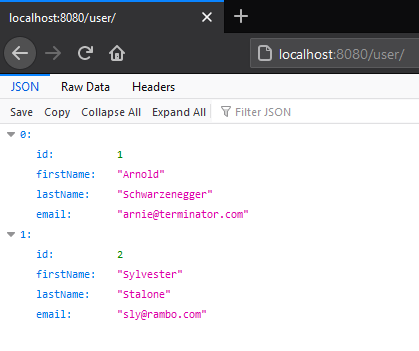 localhost:8080/user/
localhost:8080/user/
JSON Raw Data Headers
Save Copy Collapse All Expand All Filter JSON
0:
id: 1
firstName: "Arnold"
lastName: "Schwarzenegger"
email: "arnie@terminator.com"
1:
id: 2
firstName: "Sylvester"
lastName: "Stalone"
email: "sly@rambo.com"